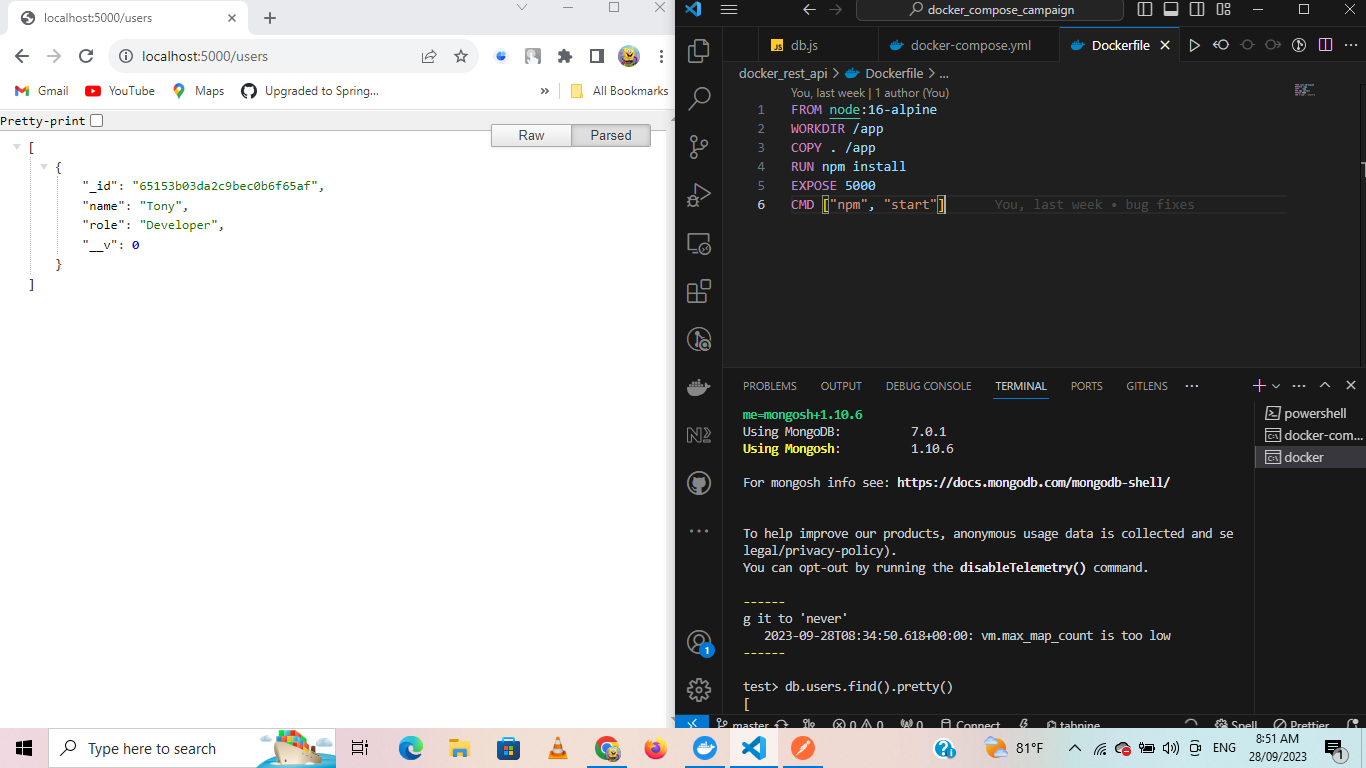 localhost:5000/users
localhost:5000/users
Gmail
YouTube
Maps
Upgraded to Spring...
»
All Bookmarks
Pretty-print
Raw
Parsed
[
{
"_id": "65153b03da2c9bec0b6f65af",
"name": "Tony",
"role": "Developer",
"__v": 0
}
]
docker_compose_campaign
db.js
docker-compose.yml
Dockerfile
docker_rest_api > Dockerfile > ...
You, last week | 1 author (You)
1 FROM node:16-alpine
2 WORKDIR /app
3 COPY . /app
4 RUN npm install
5 EXPOSE 5000
6 CMD ["npm", "start"] You, last week • bug fixes
PROBLEMS OUTPUT DEBUG CONSOLE TERMINAL PORTS GITLENS ...
me=mongosh+1.10.6
Using MongoDB: 7.0.1
Using Mongosh: 1.10.6
For mongosh info see: https://docs.mongodb.com/mongodb-shell/
To help improve our products, anonymous usage data is collected and se
legal/privacy-policy).
You can opt-out by running the disableTelemetry() command.
------
g it to 'never'
2023-09-28T08:34:50.618+00:00: vm.max_map_count is too low
------
test> db.users.find().pretty()
[
powershell
docker-com...
docker
1
master
0 0
0
Connect
tabnine
Spell
Prettier
Type here to search
81°F
ENG
8:51 AM
28/09/2023
1